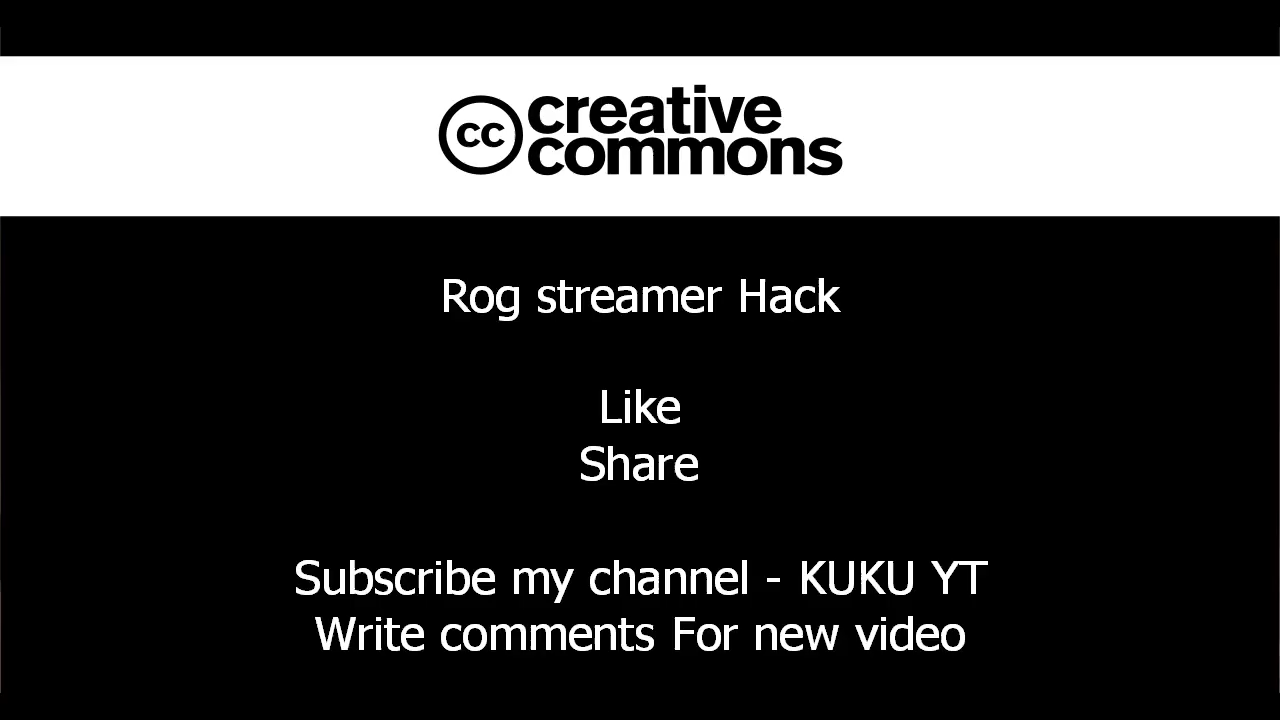 cc creative
commons
Rog streamer Hack
Like
Share
Subscribe my channel - KUKU YT
Write comments For new video